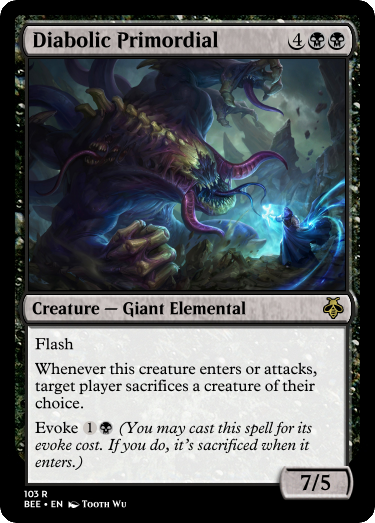 Diabolic Primordial 4
Creature — Giant Elemental
Flash
Whenever this creature enters or attacks,
target player sacrifices a creature of their
choice.
Evoke 1 (You may cast this spell for its
evoke cost. If you do, it's sacrificed when it
enters.)
7/5
103 R
BEE • EN Tooth Wu